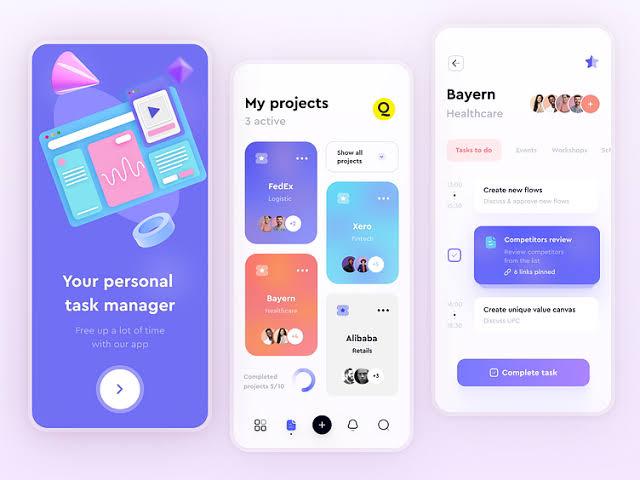 Your personal
task manager
Free up a lot of time
with our app
My projects
3 active
Q
FedEx
Logistic
+2
Show all
projects
Xero
Fintech
+5
Bayern
Healthcare
+4
Alibaba
Retails
+3
Completed
projects 5/10
Bayern
Healthcare
Tasks to do
Events
Workshops
Sch
13:00
15:30
Create new flows
Discuss & approve new flows
Competitors review
Review competitors
from the list
6 links pinned
16:00
18:30
Create unique value canvas
Discuss UPC
Complete task